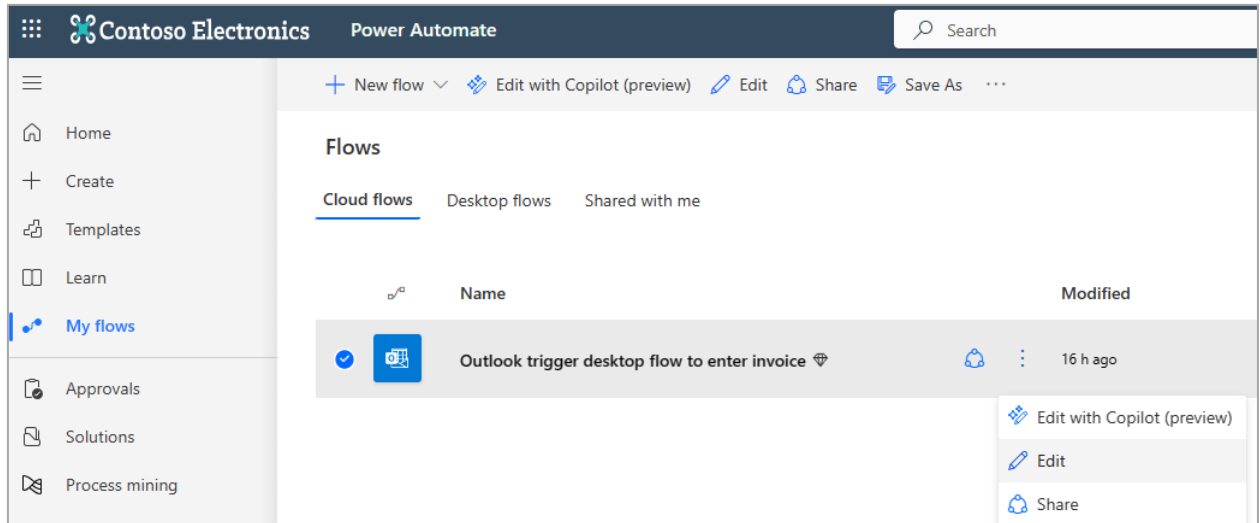 Contoso Electronics Power Automate Search
New flow Edit with Copilot (preview) Edit Share Save As ...
Home
Create
Templates
Learn
My flows
Approvals
Solutions
Process mining
Flows
Cloud flows Desktop flows Shared with me
Name Modified
Outlook trigger desktop flow to enter invoice 16 h ago
Edit with Copilot (preview)
Edit
Share